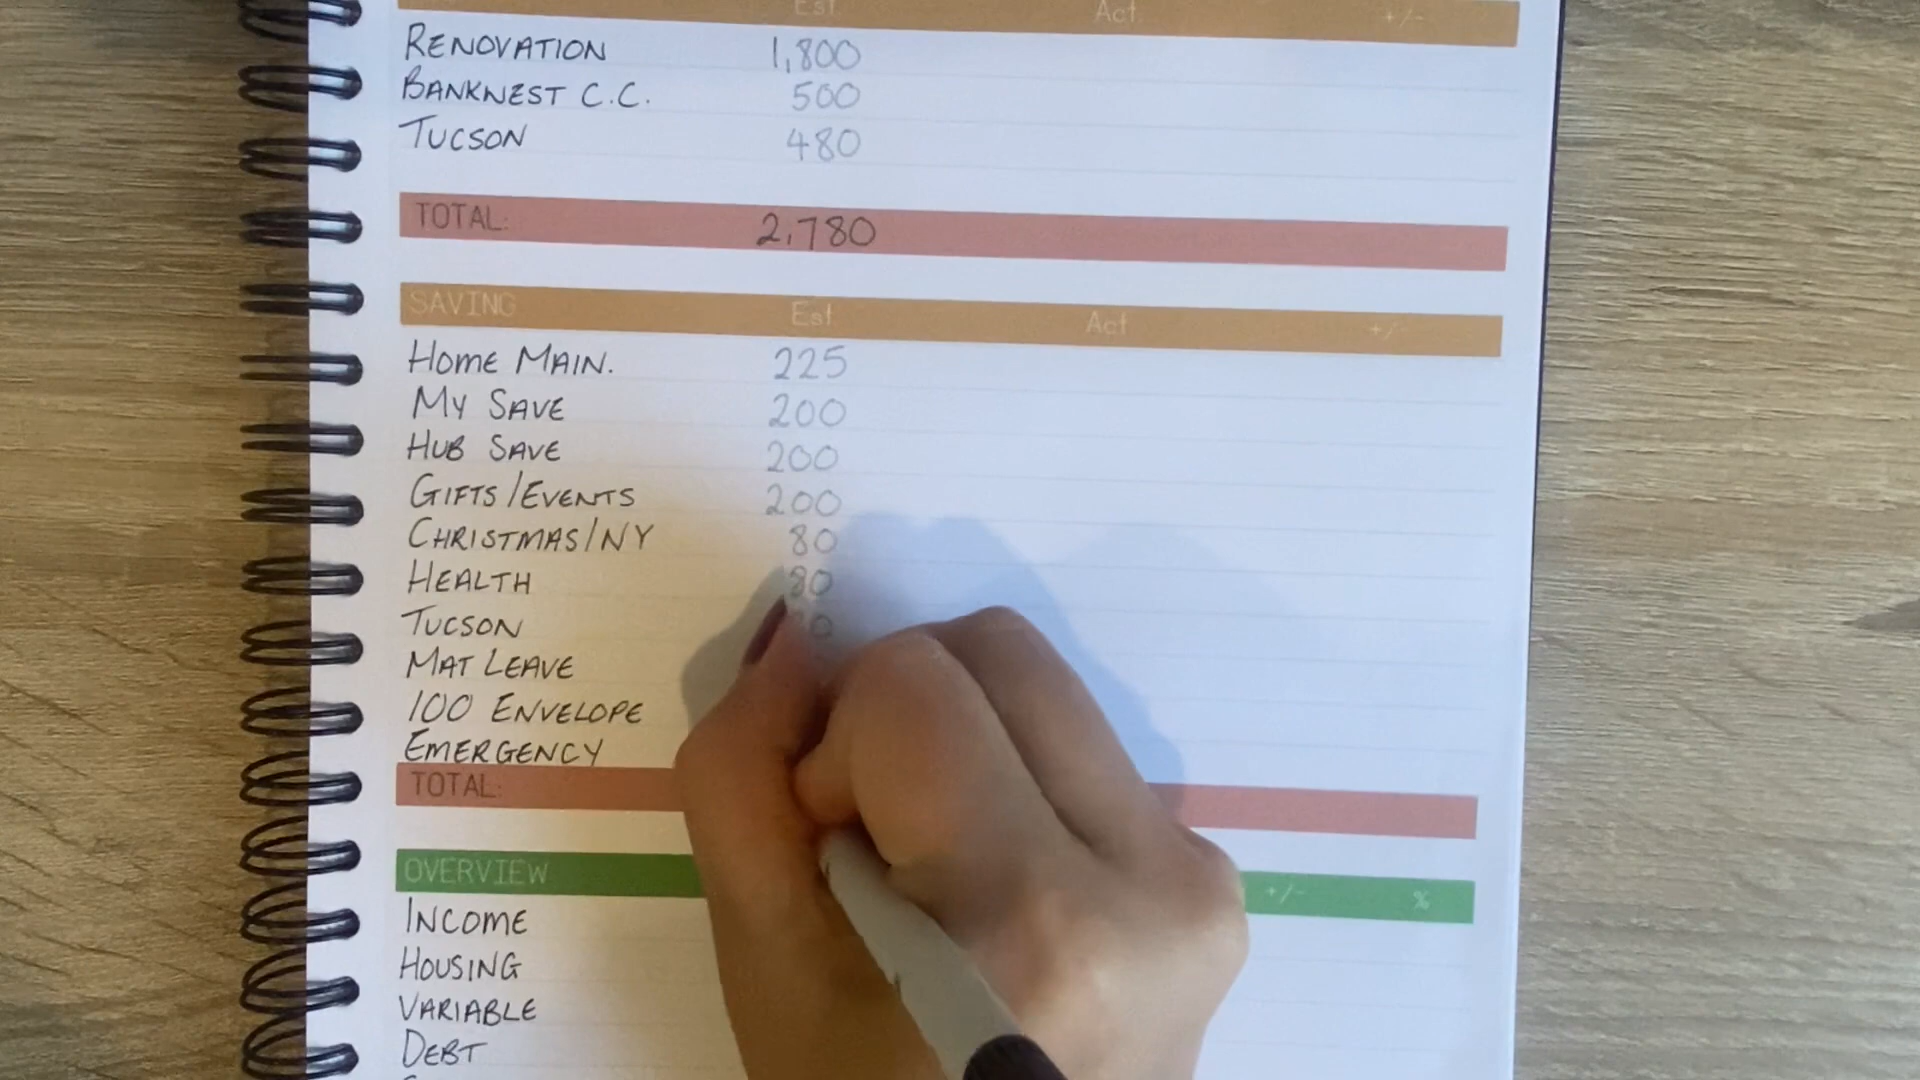 Est Act +/-
RENOVATION 1,800
BANKWEST C.C. 500
TUCSON 480
TOTAL: 2,780
SAVING Est Act +/-
HOME MAIN. 225
MY SAVE 200
HUB SAVE 200
GIFTS/EVENTS 200
CHRISTMAS/NY 80
HEALTH 80
TUCSON
MAT LEAVE
100 ENVELOPE
EMERGENCY
TOTAL:
OVERVIEW +/- %
INCOME
HOUSING
VARIABLE
DEBT